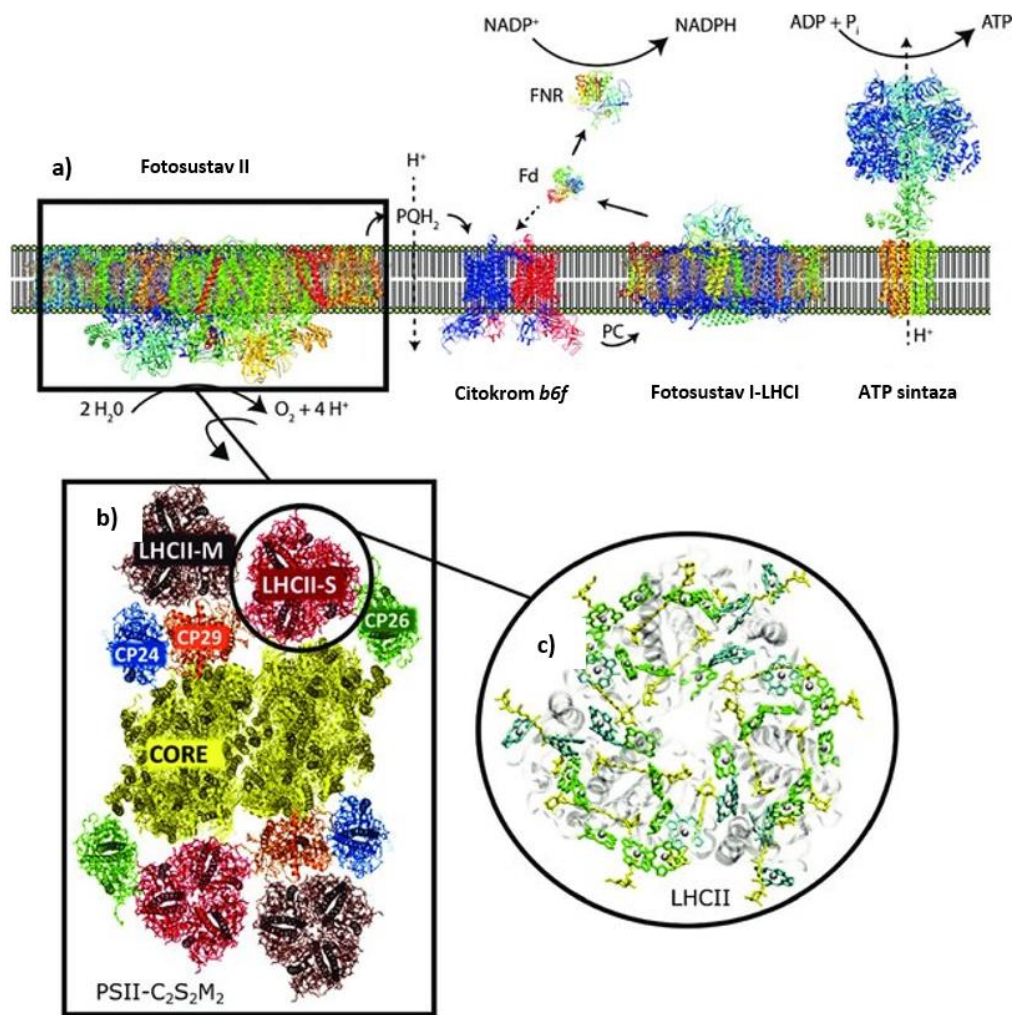 NADP⁺ NADPH
ADP + Pᵢ ATP
FNR
a) Fotosustav II
H⁺
Fd
PQH₂
PC
H⁺
2 H₂0 O₂ + 4 H⁺
Citokrom b6f
Fotosustav I-LHCI
ATP sintaza
b)
LHCII-M
LHCII-S
CP24
CP29
CP26
CORE
PSII-C₂S₂M₂
c)
LHCII